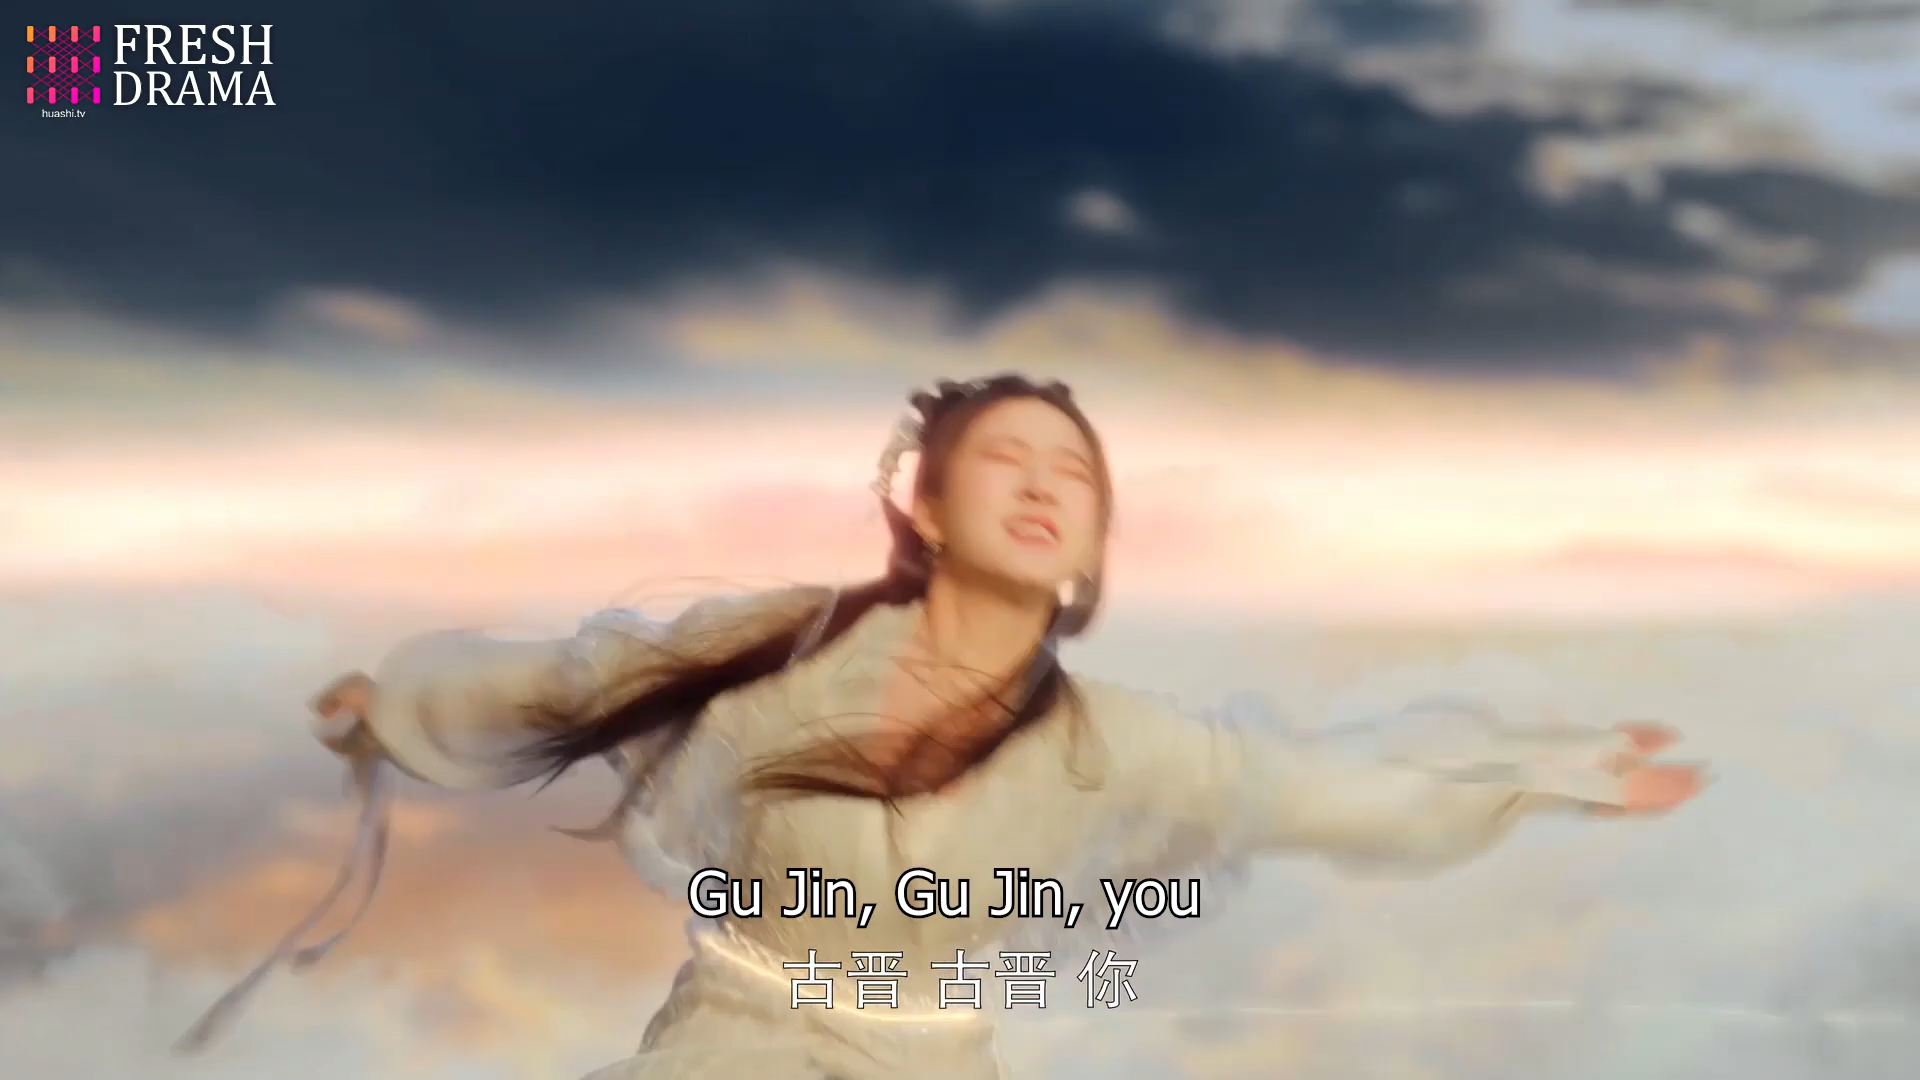 FRESH
DRAMA
huashi.tv
Gu Jin, Gu Jin, you
古晋 古晋 你